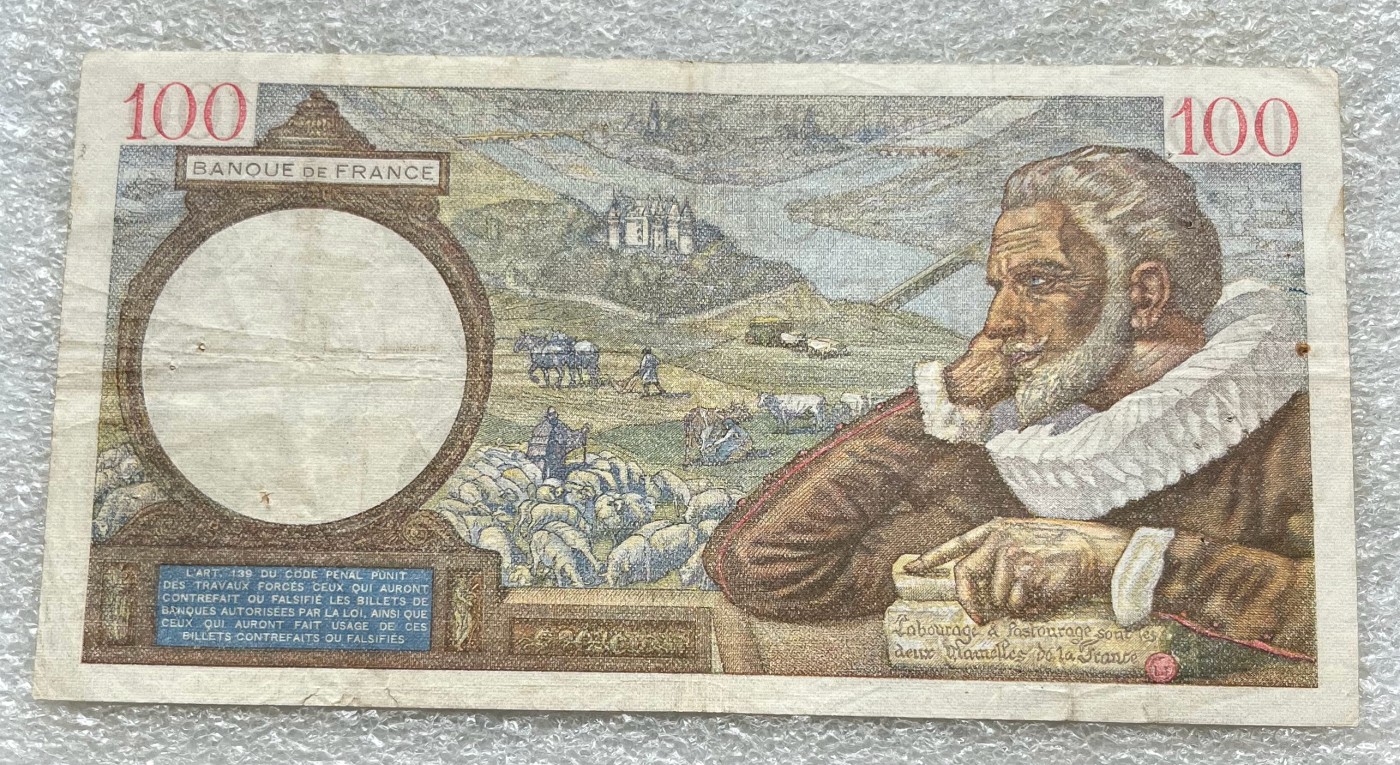 100
100
BANQUE DE FRANCE
L'ART. 139 DU CODE PÉNAL PUNIT
DES TRAVAUX FORCÉS CEUX QUI AURONT
CONTREFAIT OU FALSIFIÉ LES BILLETS DE
BANQUES AUTORISÉES PAR LA LOI, AINSI QUE
CEUX QUI AURONT FAIT USAGE DE CES
BILLETS CONTREFAITS OU FALSIFIÉS
Labourage & Pastourage sont les
deux Mamelles de la France